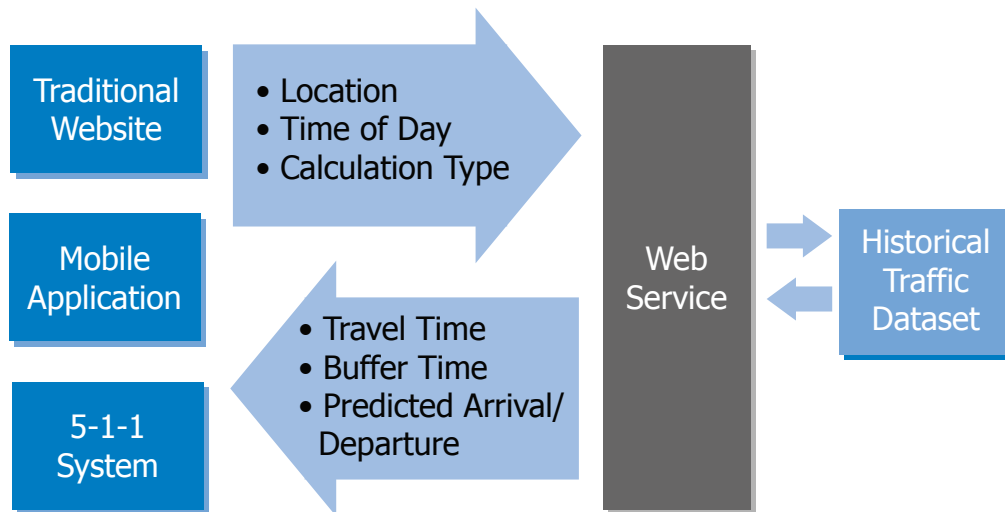 Traditional
Website
• Location
• Time of Day
• Calculation Type
Mobile
Application
Web
Service
Historical
Traffic
Dataset
• Travel Time
• Buffer Time
• Predicted Arrival/
Departure
5-1-1
System